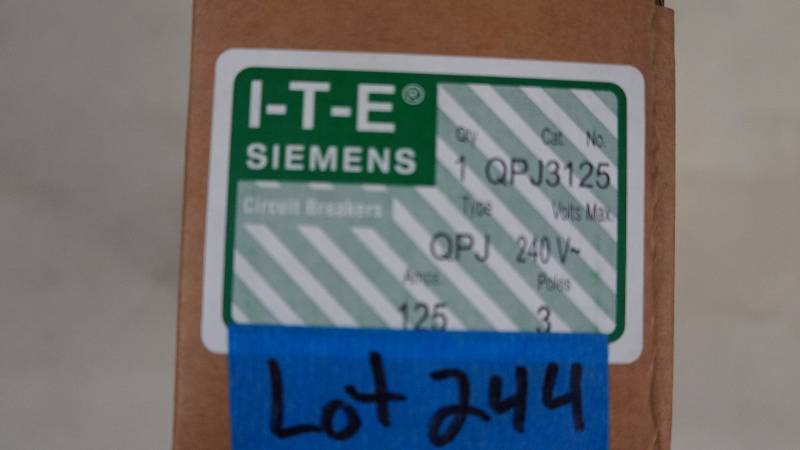 I-T-E®
SIEMENS
Circuit Breakers
Qty Cat. No.
1 QPJ3125
Type Volts Max
QPJ 240 V~
Amps Poles
125 3
Lot 244